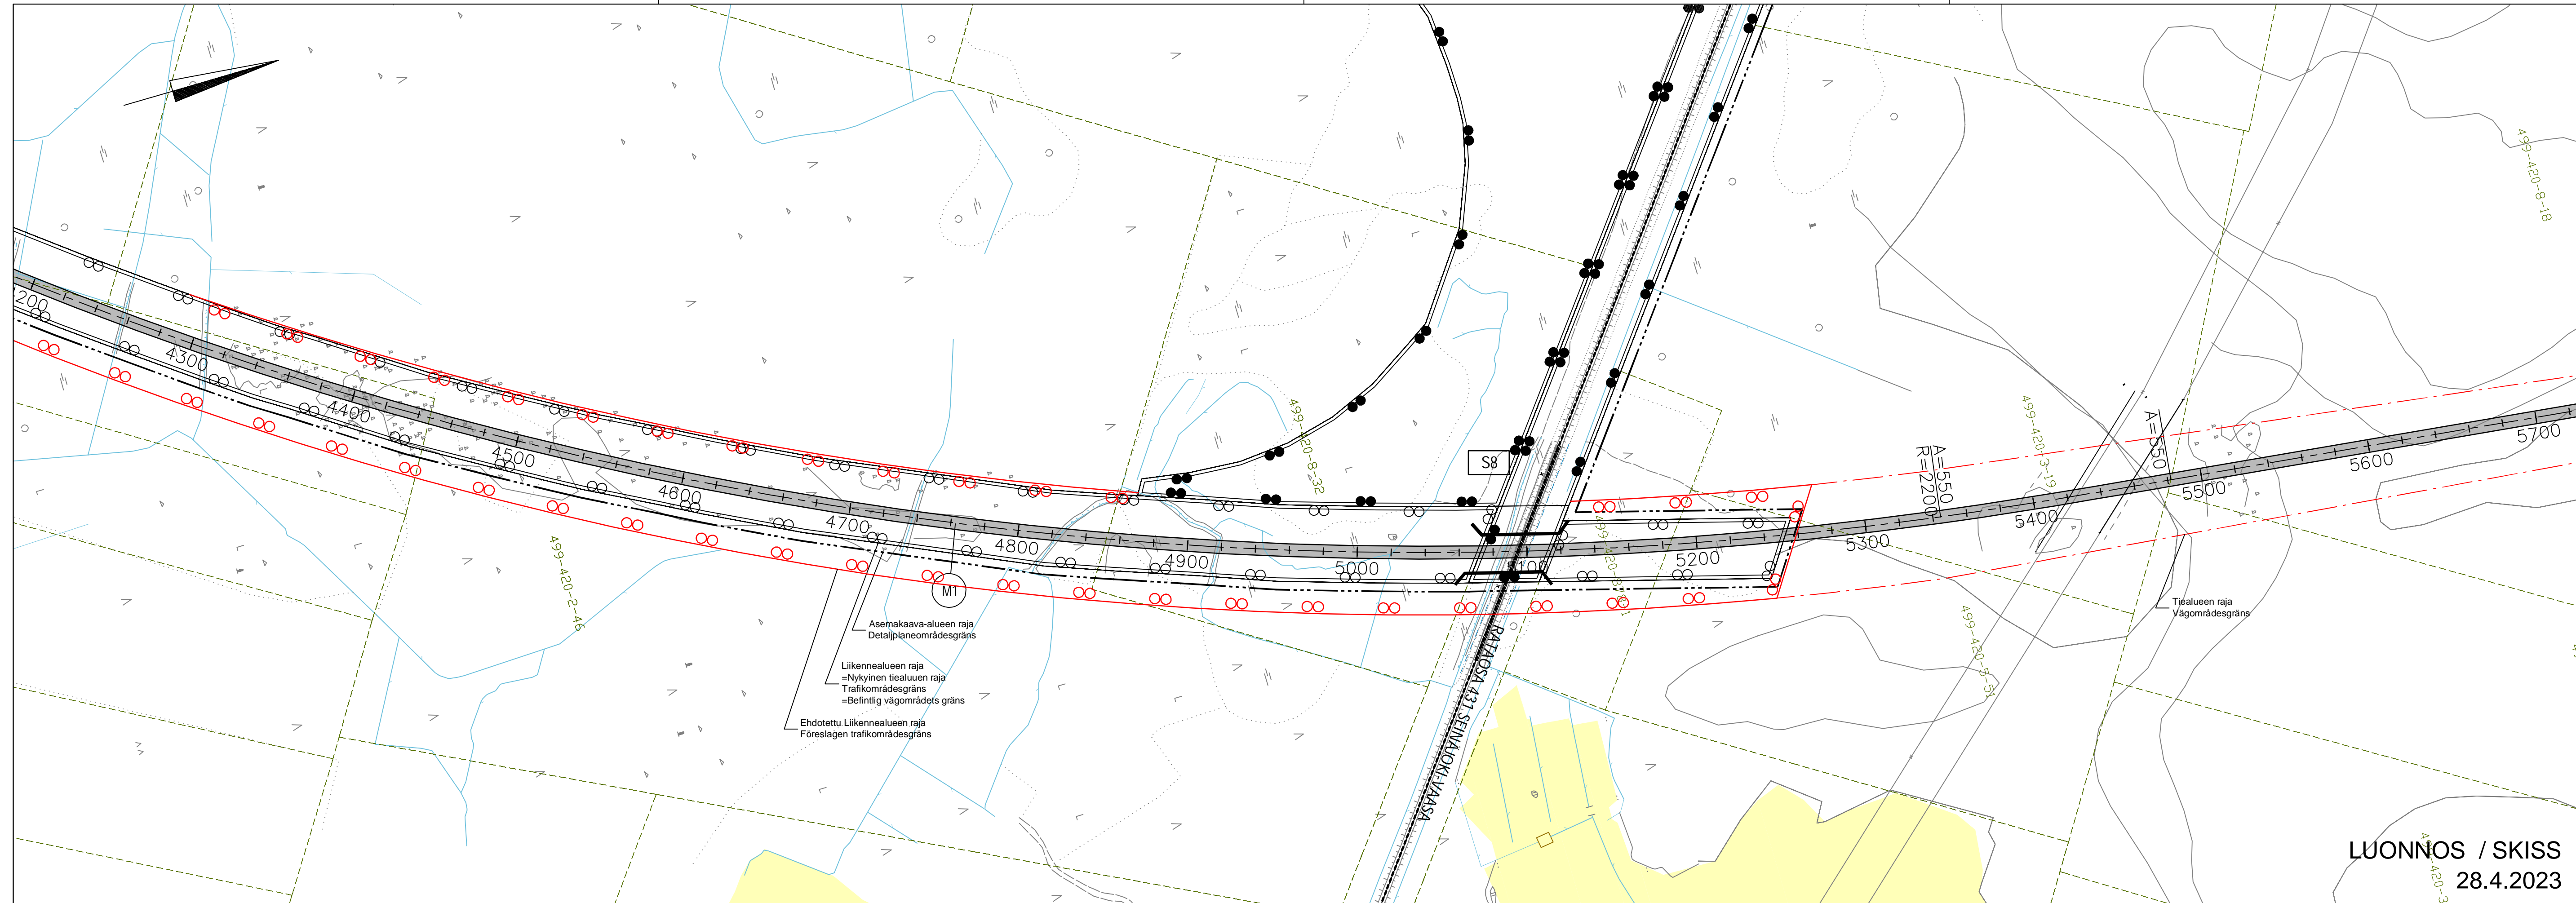 499-420-8-18
4300
4400
4500
4600
4700
4800
4900
5000
5200
5300
5400
5500
5600
5700
499-420-8-32
S8
M1
A=550
R=2200
A=550
499-420-3-19
499-420-2-46
Asemakaava-alueen raja
Detaljplaneområdesgräns
Liikennealueen raja
=Nykyinen tiealuuen raja
Trafikområdesgräns
=Befintlig vägområdets gräns
Ehdotettu Liikennealueen raja
Föreslagen trafikområdesgräns
Tiealueen raja
Vägområdesgräns
RATAOSA 431 SEINÄJOKI-VAASA
LUONNOS / SKISS
28.4.2023